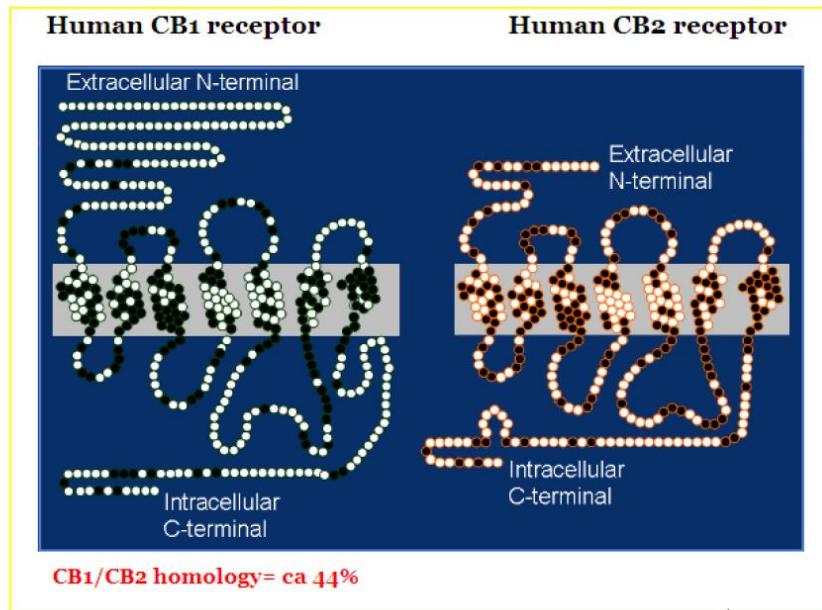 Human CB1 receptor
Human CB2 receptor
Extracellular N-terminal
Extracellular
N-terminal
Intracellular
C-terminal
Intracellular
C-terminal
CB1/CB2 homology= ca 44%